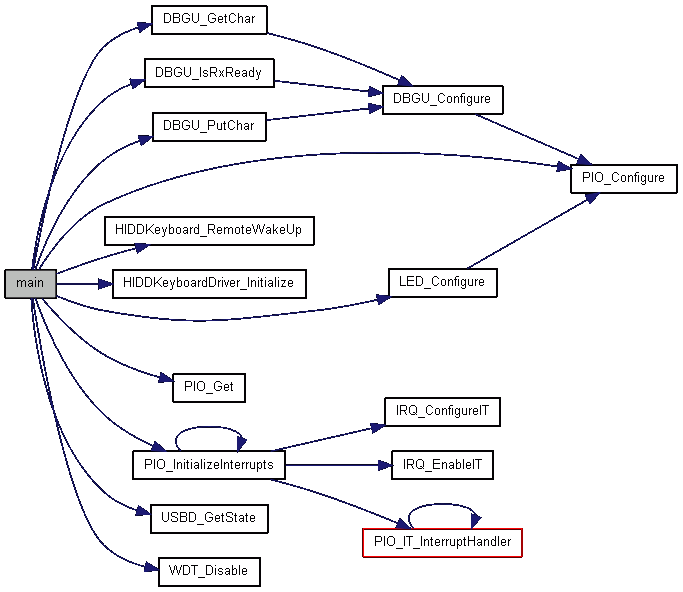 DBGU_GetChar
DBGU_IsRxReady
DBGU_Configure
DBGU_PutChar
PIO_Configure
HIDDKeyboard_RemoteWakeUp
main
HIDDKeyboardDriver_Initialize
LED_Configure
PIO_Get
IRQ_ConfigureIT
PIO_InitializeInterrupts
IRQ_EnableIT
USBD_GetState
PIO_IT_InterruptHandler
WDT_Disable